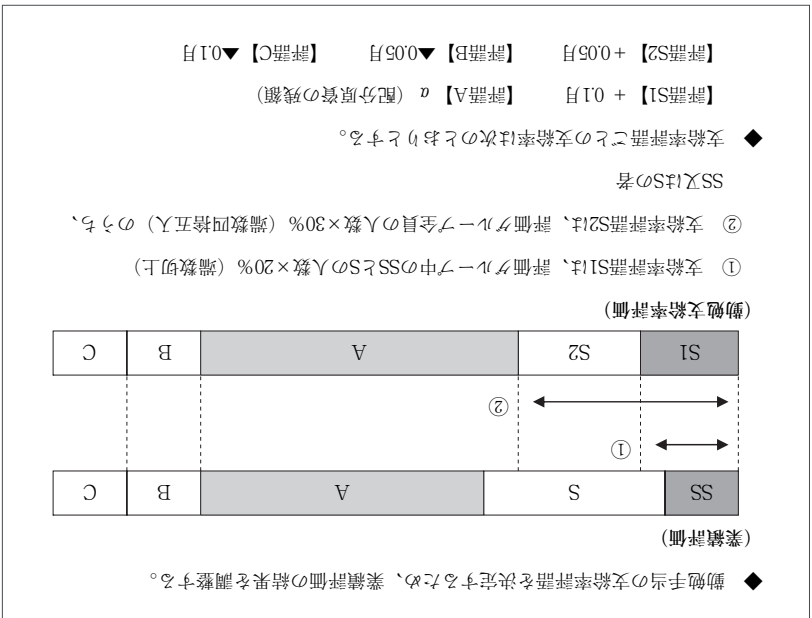 ◆ 勤勉手当の支給率評語を決定するため、業績評価の結果を調整する。
(業績評価)
SS S A B C
①
②
S1 S2 A B C
(勤勉支給率評価)
① 支給率評語S1は、評価グループ中のSSとSの人数×20%（端数切上）
② 支給率評語S2は、評価グループ全員の人数×30%（端数四捨五入）のうち、
SS又はSの者
◆ 支給率評語ごとの支給率は次のとおりとする。
【評語S1】 + 0.1月 【評語A】 α （配分原資の残額）
【評語S2】 + 0.05月 【評語B】 ▼0.05月 【評語C】 ▼0.1月